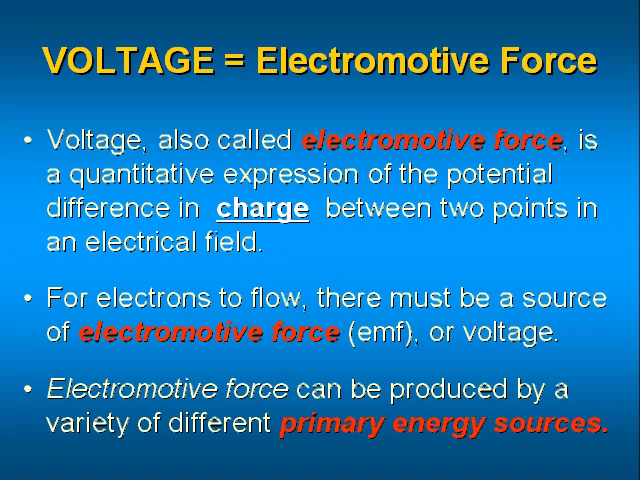 VOLTAGE = Electromotive Force
• Voltage, also called electromotive force, is
a quantitative expression of the potential
difference in charge between two points in
an electrical field.
• For electrons to flow, there must be a source
of electromotive force (emf), or voltage.
• Electromotive force can be produced by a
variety of different primary energy sources.